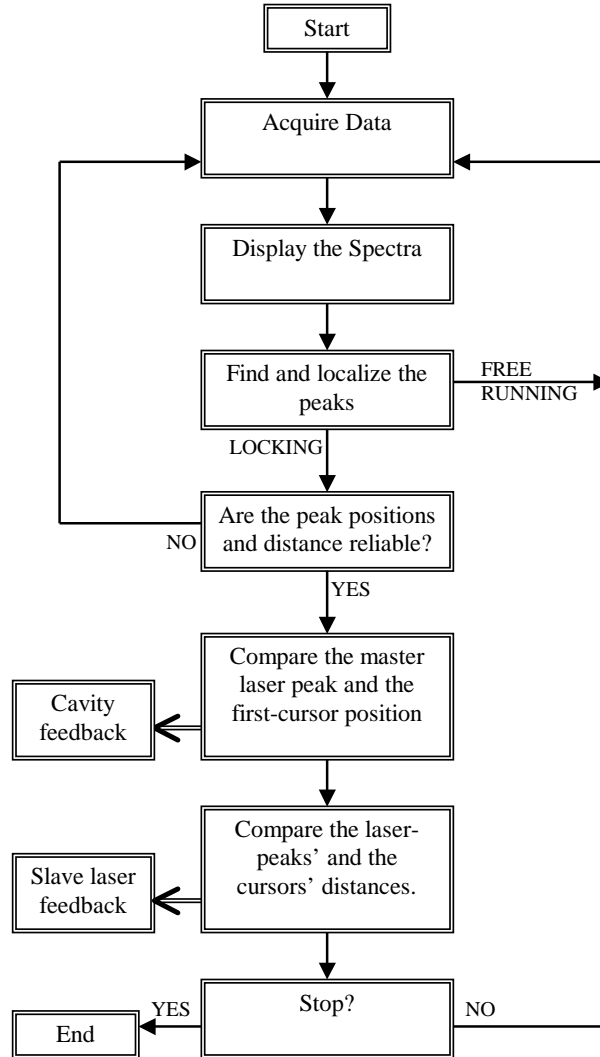 Start
Acquire Data
Display the Spectra
Find and localize the
peaks
FREE
RUNNING
LOCKING
Are the peak positions
and distance reliable?
NO
YES
Compare the master
laser peak and the
first-cursor position
Cavity
feedback
Compare the laser-
peaks’ and the
cursors’ distances.
Slave laser
feedback
Stop?
YES
NO
End